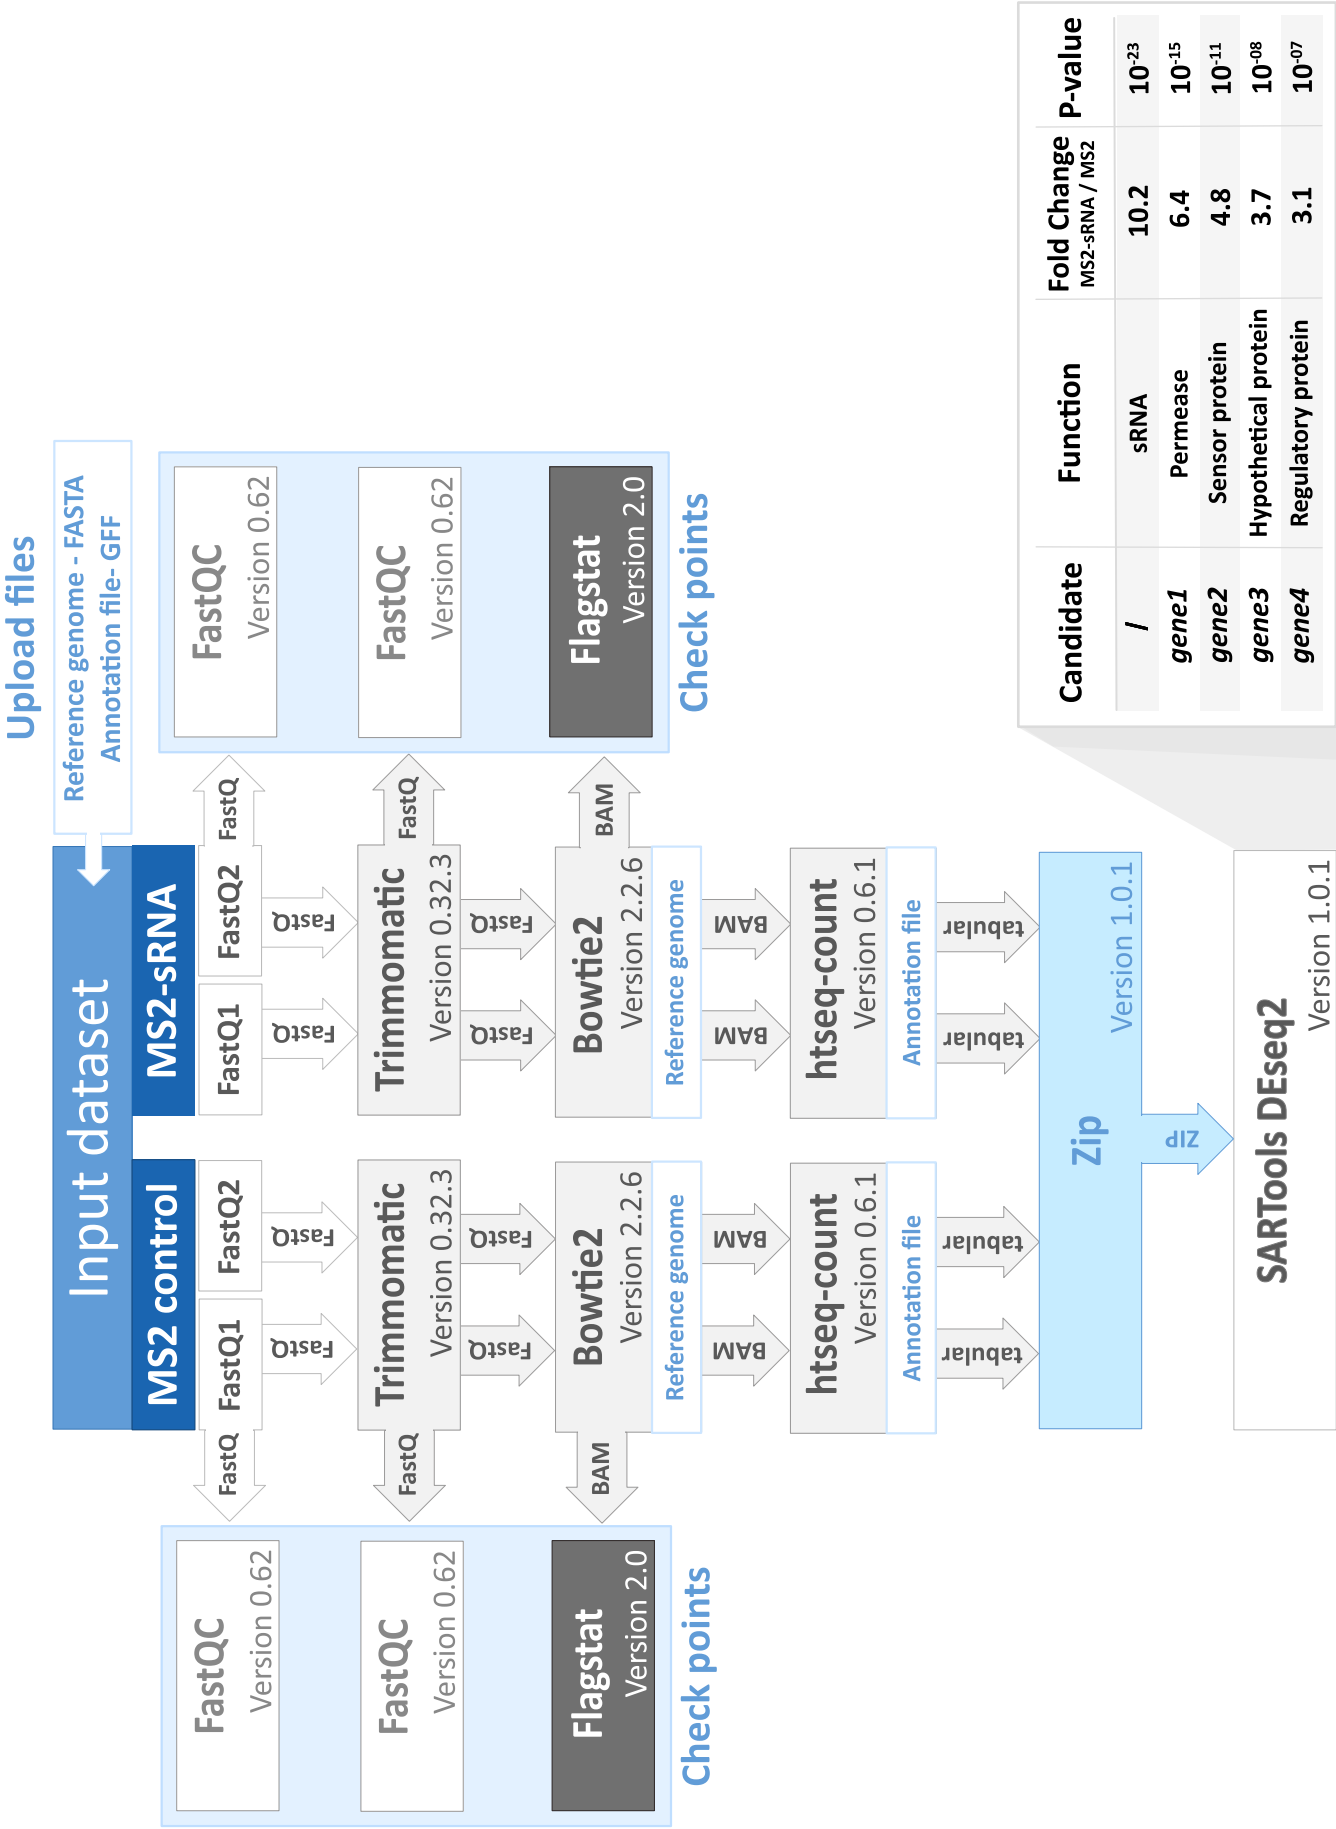 Upload files
Reference genome - FASTA
Annotation file- GFF
Input dataset
MS2 control
MS2-sRNA
FastQ1
FastQ2
FastQ1
FastQ2
FastQ
FastQ
FastQC
Version 0.62
FastQC
Version 0.62
FastQ
FastQ
FastQ
FastQ
Trimmomatic
Version 0.32.3
Trimmomatic
Version 0.32.3
FastQ
FastQ
FastQC
Version 0.62
FastQC
Version 0.62
FastQ
FastQ
FastQ
FastQ
Bowtie2
Version 2.2.6
Reference genome
Bowtie2
Version 2.2.6
Reference genome
BAM
BAM
Flagstat
Version 2.0
Flagstat
Version 2.0
Check points
Check points
BAM
BAM
BAM
BAM
htseq-count
Version 0.6.1
Annotation file
htseq-count
Version 0.6.1
Annotation file
tabular
tabular
tabular
tabular
Zip
Version 1.0.1
ZIP
SARTools DEseq2
Version 1.0.1
Candidate Function Fold Change P-value
MS2-sRNA / MS2
/ sRNA 10.2 10⁻²³
gene1 Permease 6.4 10⁻¹⁵
gene2 Sensor protein 4.8 10⁻¹¹
gene3 Hypothetical protein 3.7 10⁻⁰⁸
gene4 Regulatory protein 3.1 10⁻⁰⁷